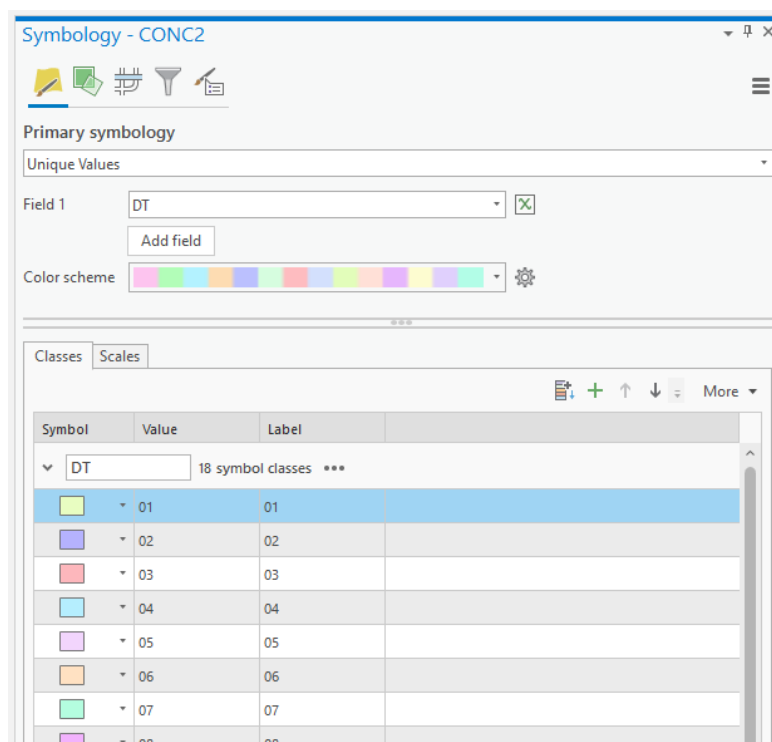 Symbology - CONC2
Primary symbology
Unique Values
Field 1 DT
Add field
Color scheme
Classes Scales
More
Symbol Value Label
DT 18 symbol classes
01 01
02 02
03 03
04 04
05 05
06 06
07 07